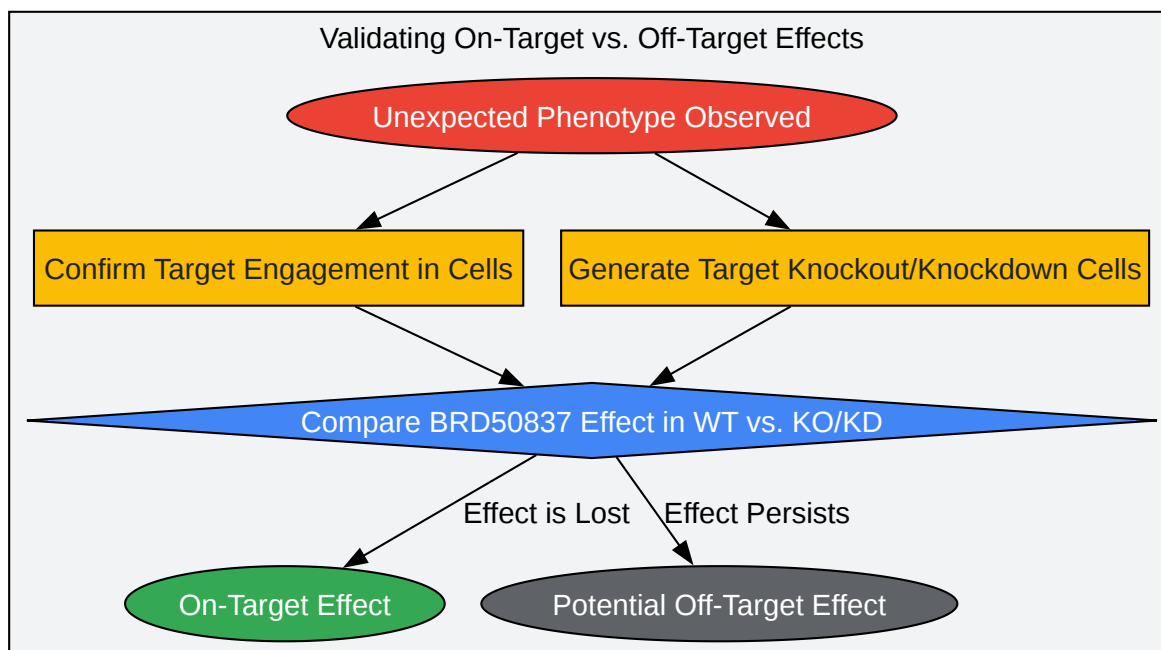 Validating On-Target vs. Off-Target Effects
Unexpected Phenotype Observed
Confirm Target Engagement in Cells
Generate Target Knockout/Knockdown Cells
Compare BRD50837 Effect in WT vs. KO/KD
Effect is Lost
Effect Persists
On-Target Effect
Potential Off-Target Effect